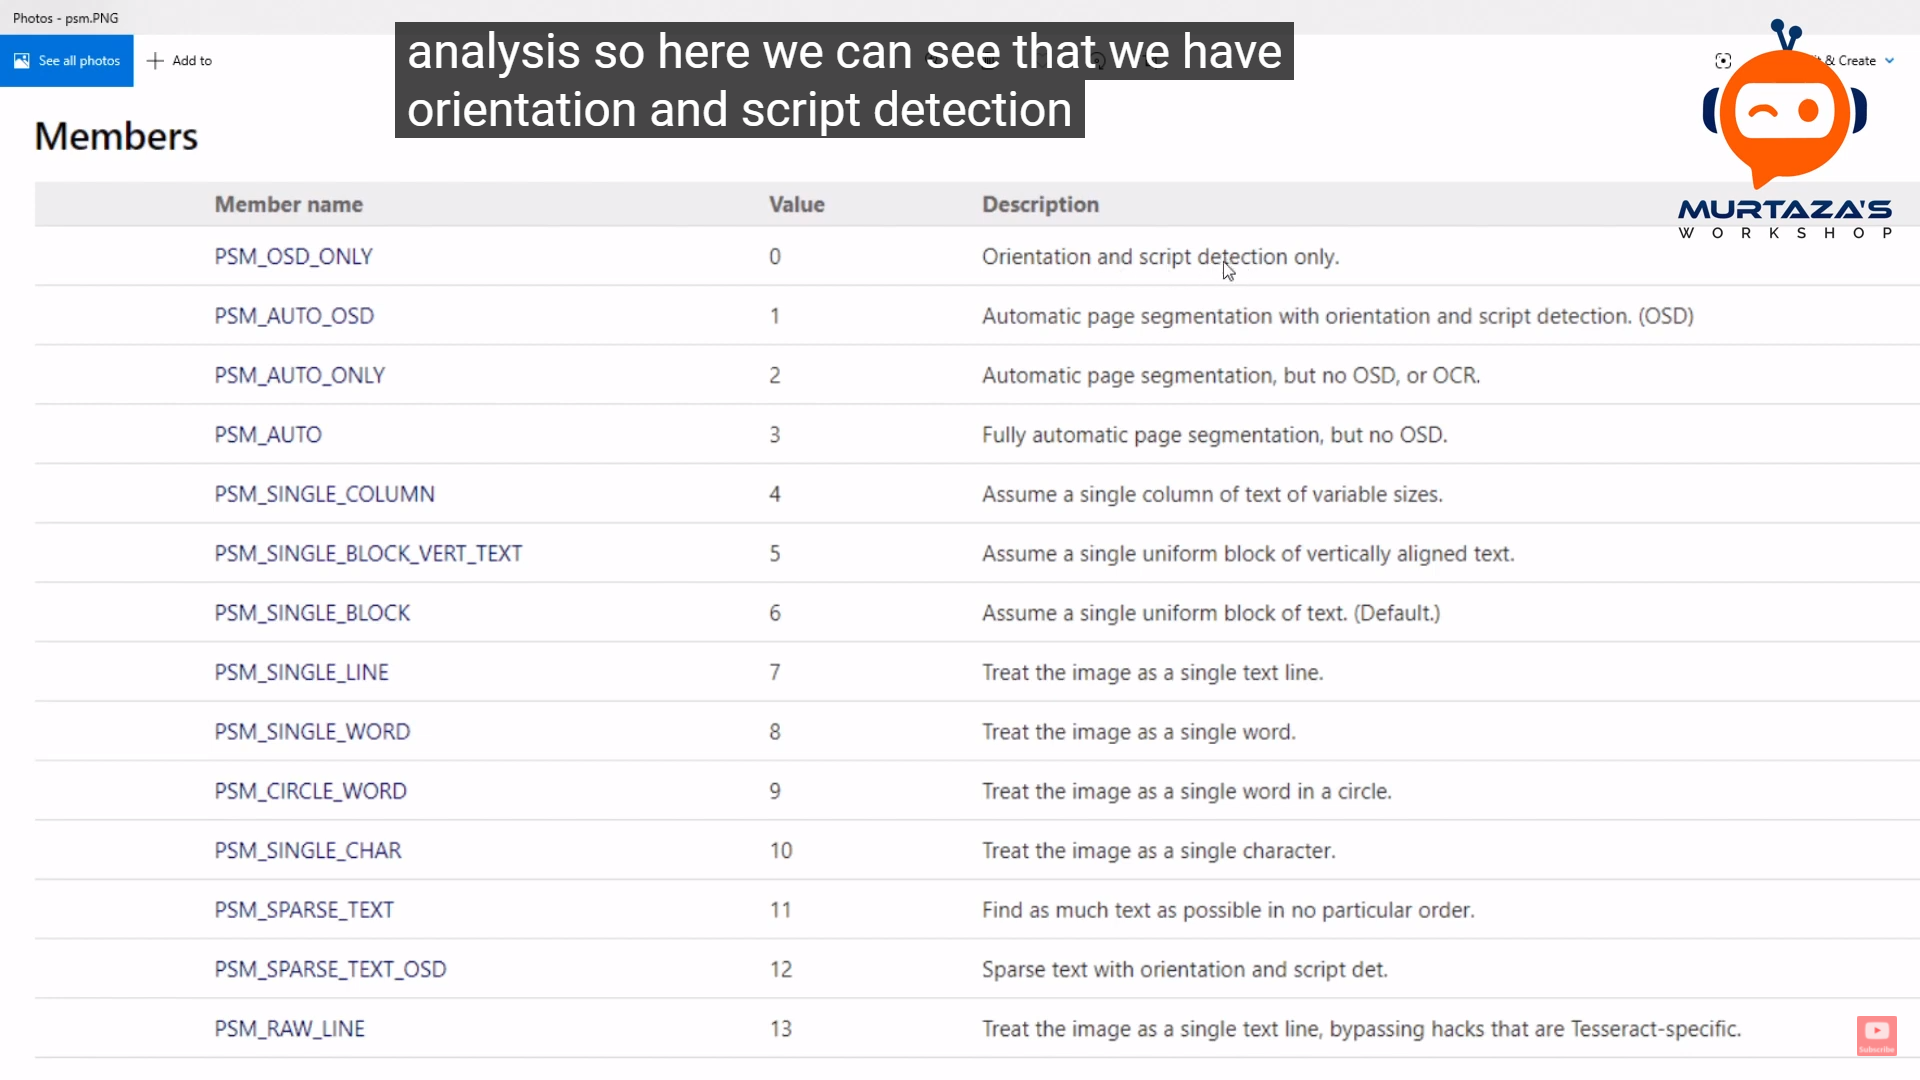 Photos - psm.PNG
analysis so here we can see that we have
See all photos
Add to
& Create
orientation and script detection
Members
MURTAZA'S
WORKSHOP
Member name Value Description
PSM_OSD_ONLY 0 Orientation and script detection only.
PSM_AUTO_OSD 1 Automatic page segmentation with orientation and script detection. (OSD)
PSM_AUTO_ONLY 2 Automatic page segmentation, but no OSD, or OCR.
PSM_AUTO 3 Fully automatic page segmentation, but no OSD.
PSM_SINGLE_COLUMN 4 Assume a single column of text of variable sizes.
PSM_SINGLE_BLOCK_VERT_TEXT 5 Assume a single uniform block of vertically aligned text.
PSM_SINGLE_BLOCK 6 Assume a single uniform block of text. (Default.)
PSM_SINGLE_LINE 7 Treat the image as a single text line.
PSM_SINGLE_WORD 8 Treat the image as a single word.
PSM_CIRCLE_WORD 9 Treat the image as a single word in a circle.
PSM_SINGLE_CHAR 10 Treat the image as a single character.
PSM_SPARSE_TEXT 11 Find as much text as possible in no particular order.
PSM_SPARSE_TEXT_OSD 12 Sparse text with orientation and script det.
PSM_RAW_LINE 13 Treat the image as a single text line, bypassing hacks that are Tesseract-specific.
Subscribe